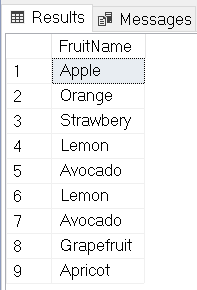 Results Messages
FruitName
1 Apple
2 Orange
3 Strawbery
4 Lemon
5 Avocado
6 Lemon
7 Avocado
8 Grapefruit
9 Apricot